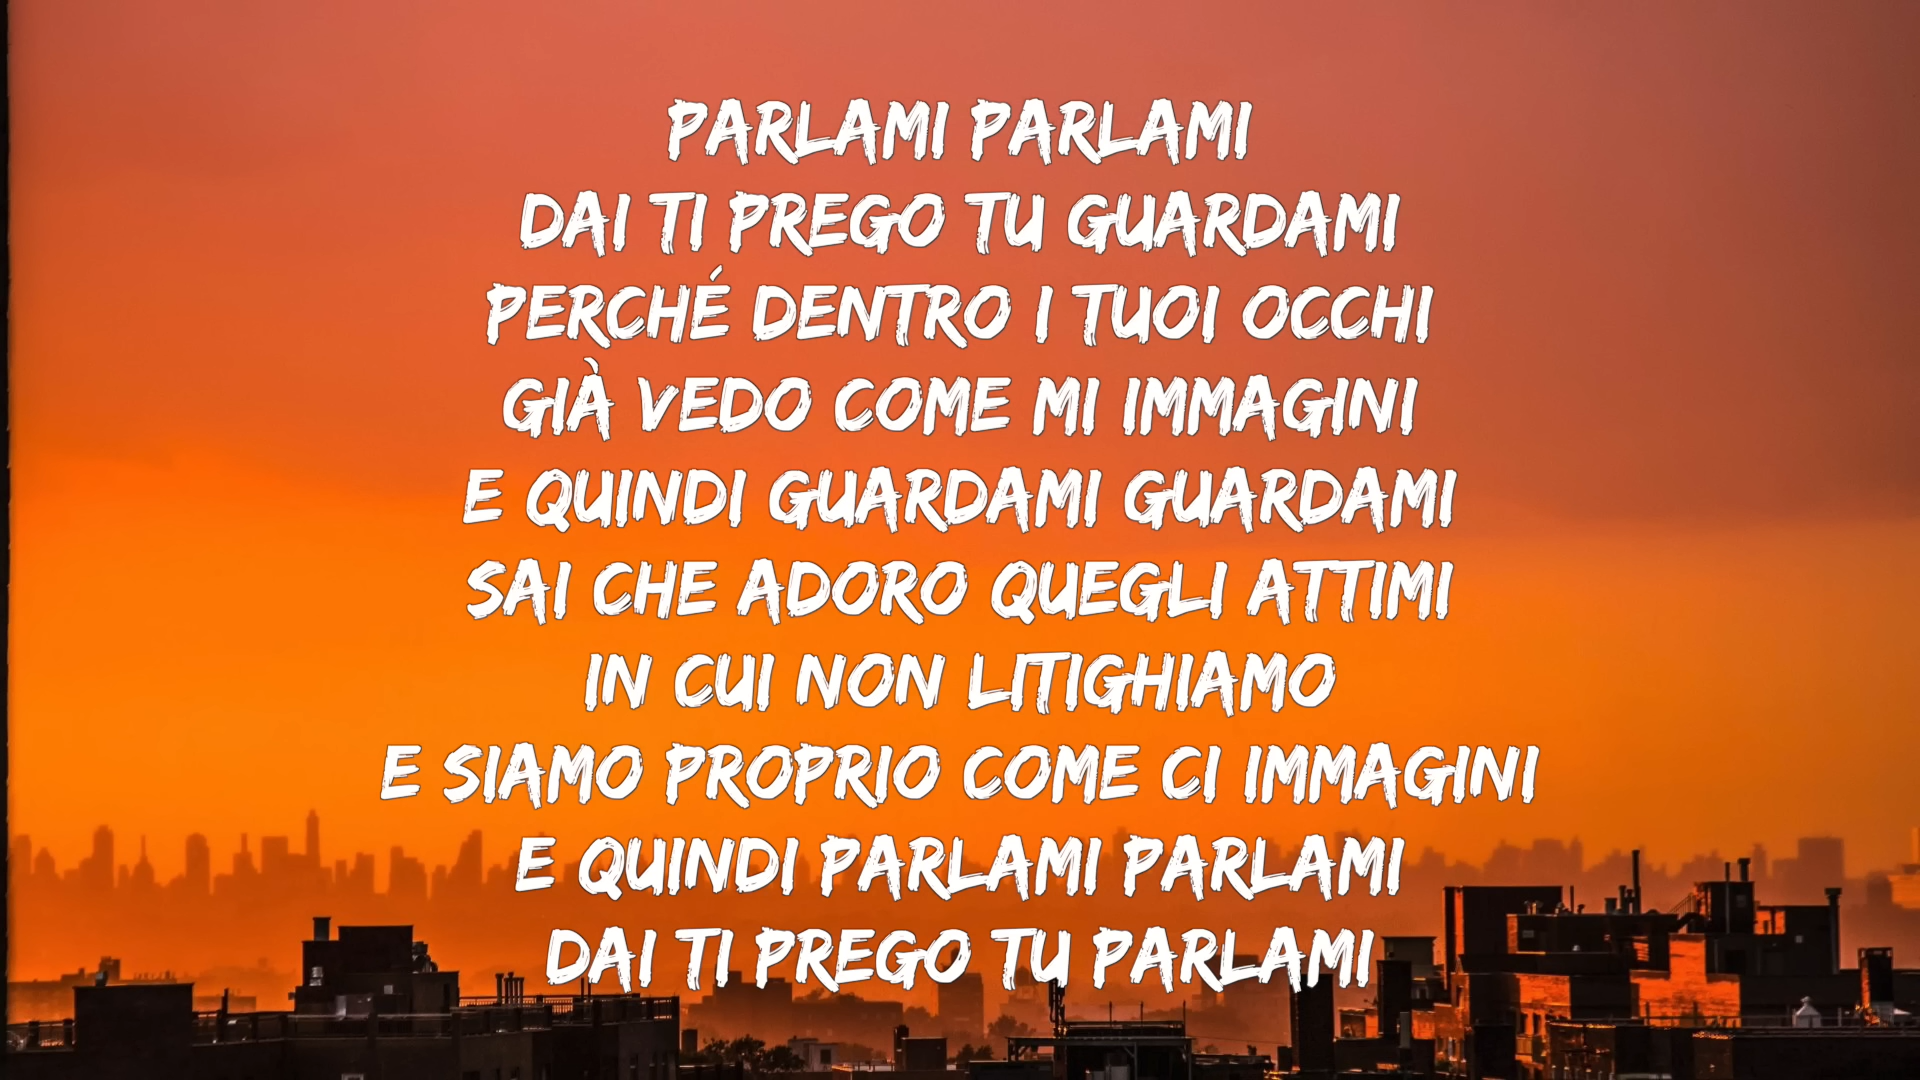 PARLAMI PARLAMI
DAI TI PREGO TU GUARDAMI
PERCHÉ DENTRO I TUOI OCCHI
GIÀ VEDO COME MI IMMAGINI
E QUINDI GUARDAMI GUARDAMI
SAI CHE ADORO QUEGLI ATTIMI
IN CUI NON LITIGHIAMO
E SIAMO PROPRIO COME CI IMMAGINI
E QUINDI PARLAMI PARLAMI
DAI TI PREGO TU PARLAMI